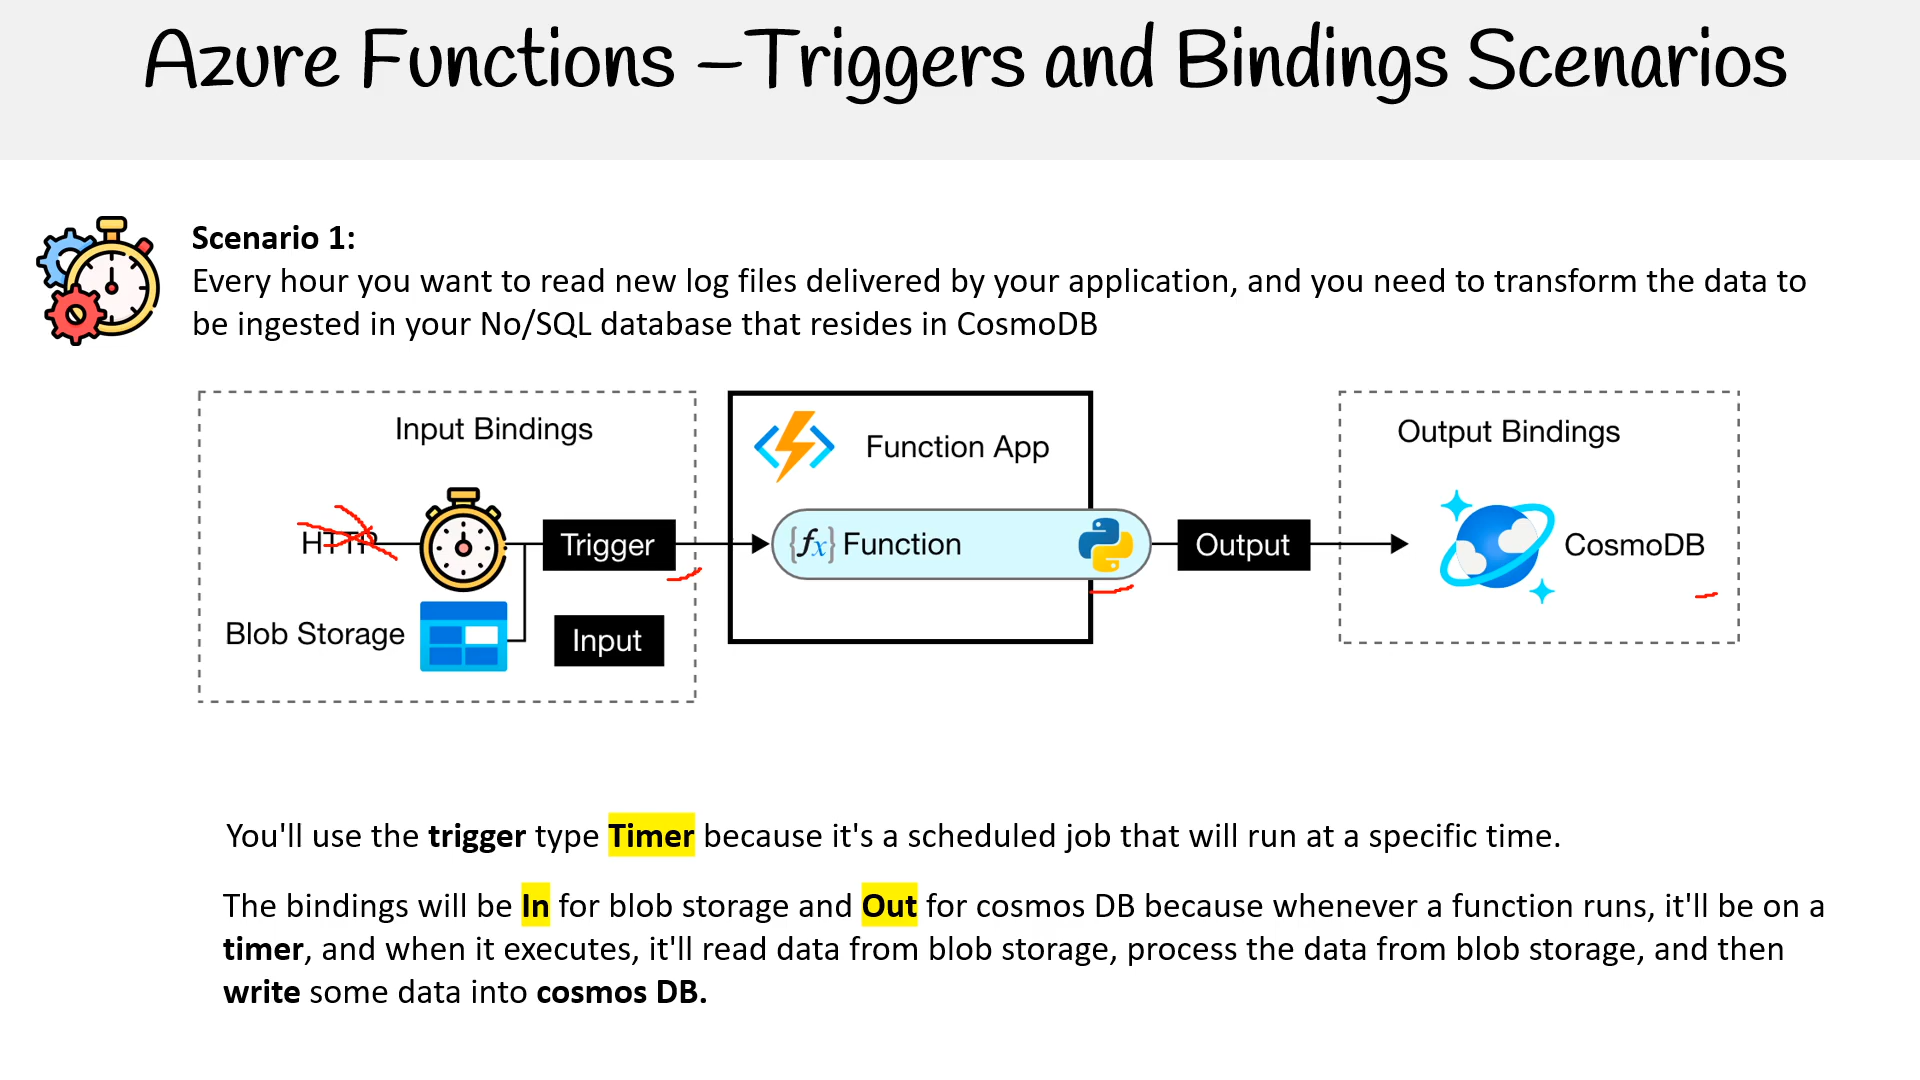 Azure Functions –Triggers and Bindings Scenarios
Scenario 1:
Every hour you want to read new log files delivered by your application, and you need to transform the data to
be ingested in your No/SQL database that resides in CosmoDB
Input Bindings
HTTP
Trigger
Blob Storage
Input
Function App
{fx} Function
Output
Output Bindings
CosmoDB
You'll use the trigger type Timer because it's a scheduled job that will run at a specific time.
The bindings will be In for blob storage and Out for cosmos DB because whenever a function runs, it'll be on a
timer, and when it executes, it'll read data from blob storage, process the data from blob storage, and then
write some data into cosmos DB.